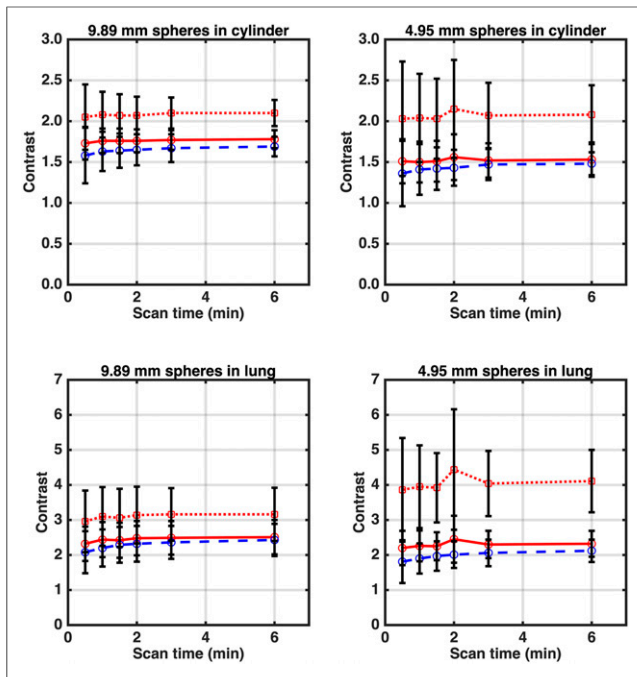 9.89 mm spheres in cylinder
3.0
2.5
2.0
1.5
1.0
0.5
0.0
Contrast
0 2 4 6
Scan time (min)
4.95 mm spheres in cylinder
3.0
2.5
2.0
1.5
1.0
0.5
0.0
Contrast
0 2 4 6
Scan time (min)
9.89 mm spheres in lung
7
6
5
4
3
2
1
0
Contrast
0 2 4 6
Scan time (min)
4.95 mm spheres in lung
7
6
5
4
3
2
1
0
Contrast
0 2 4 6
Scan time (min)